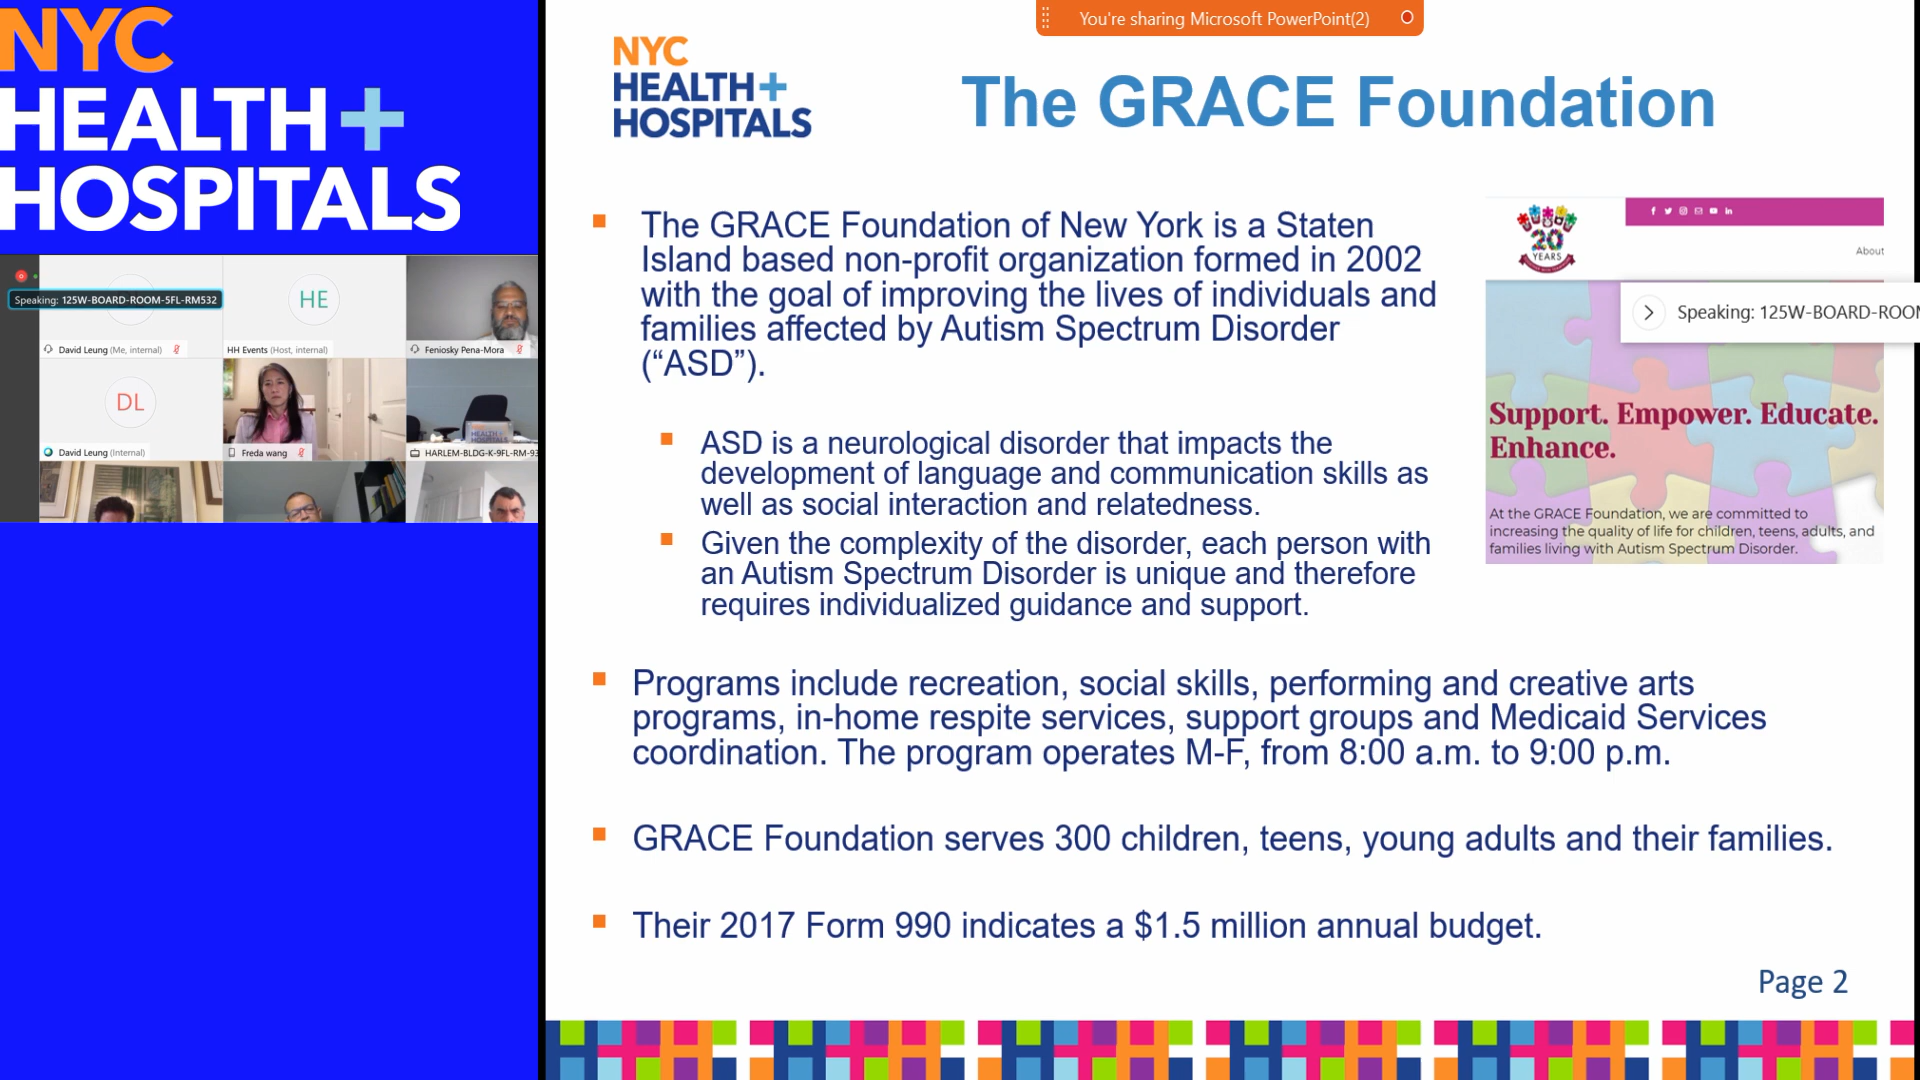 NYC
HEALTH+
HOSPITALS
Speaking: 125W-BOARD-ROOM-5FL-RM532
David Leung (Me, internal)
HE
HH Events (Host, internal)
Feniosky Pena-Mora
DL
David Leung (Internal)
Freda wang
HARLEM-BLDG-K-9FL-RM-93
You're sharing Microsoft PowerPoint(2)
NYC
HEALTH+
HOSPITALS
The GRACE Foundation
The GRACE Foundation of New York is a Staten
Island based non-profit organization formed in 2002
with the goal of improving the lives of individuals and
families affected by Autism Spectrum Disorder
(“ASD”).
ASD is a neurological disorder that impacts the
development of language and communication skills as
well as social interaction and relatedness.
Given the complexity of the disorder, each person with
an Autism Spectrum Disorder is unique and therefore
requires individualized guidance and support.
20
YEARS
About
Speaking: 125W-BOARD-ROOM
Support. Empower. Educate.
Enhance.
At the GRACE Foundation, we are committed to
increasing the quality of life for children, teens, adults, and
families living with Autism Spectrum Disorder.
Programs include recreation, social skills, performing and creative arts
programs, in-home respite services, support groups and Medicaid Services
coordination. The program operates M-F, from 8:00 a.m. to 9:00 p.m.
GRACE Foundation serves 300 children, teens, young adults and their families.
Their 2017 Form 990 indicates a $1.5 million annual budget.
Page 2